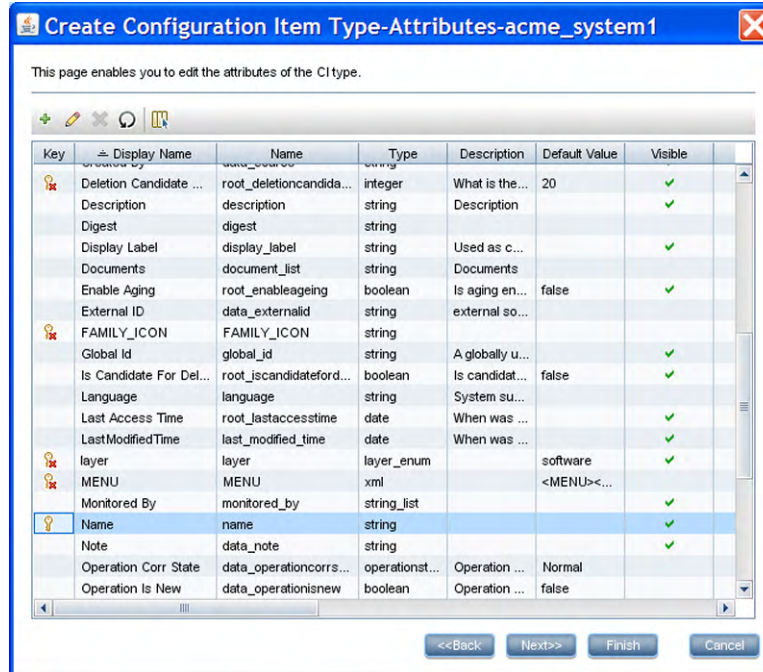 Create Configuration Item Type-Attributes-acme_system1
This page enables you to edit the attributes of the CI type.
Key Display Name Name Type Description Default Value Visible
Deletion Candidate ... root_deletioncandida... integer What is the... 20
Description description string Description
Digest digest string
Display Label display_label string Used as c...
Documents document_list string Documents
Enable Aging root_enableageing boolean Is aging en... false
External ID data_externalid string external so...
FAMILY_ICON FAMILY_ICON string
Global Id global_id string A globally u...
Is Candidate For Del... root_iscandidateford... boolean Is candidat... false
Language language string System su...
Last Access Time root_lastaccesstime date When was ...
LastModifiedTime last_modified_time date When was ...
layer layer layer_enum software
MENU MENU xml <MENU><...
Monitored By monitored_by string_list
Name name string
Note data_note string
Operation Corr State data_operationcorrs... operationst... Operation ... Normal
Operation Is New data_operationisnew boolean Operation ... false
<<Back Next>> Finish Cancel